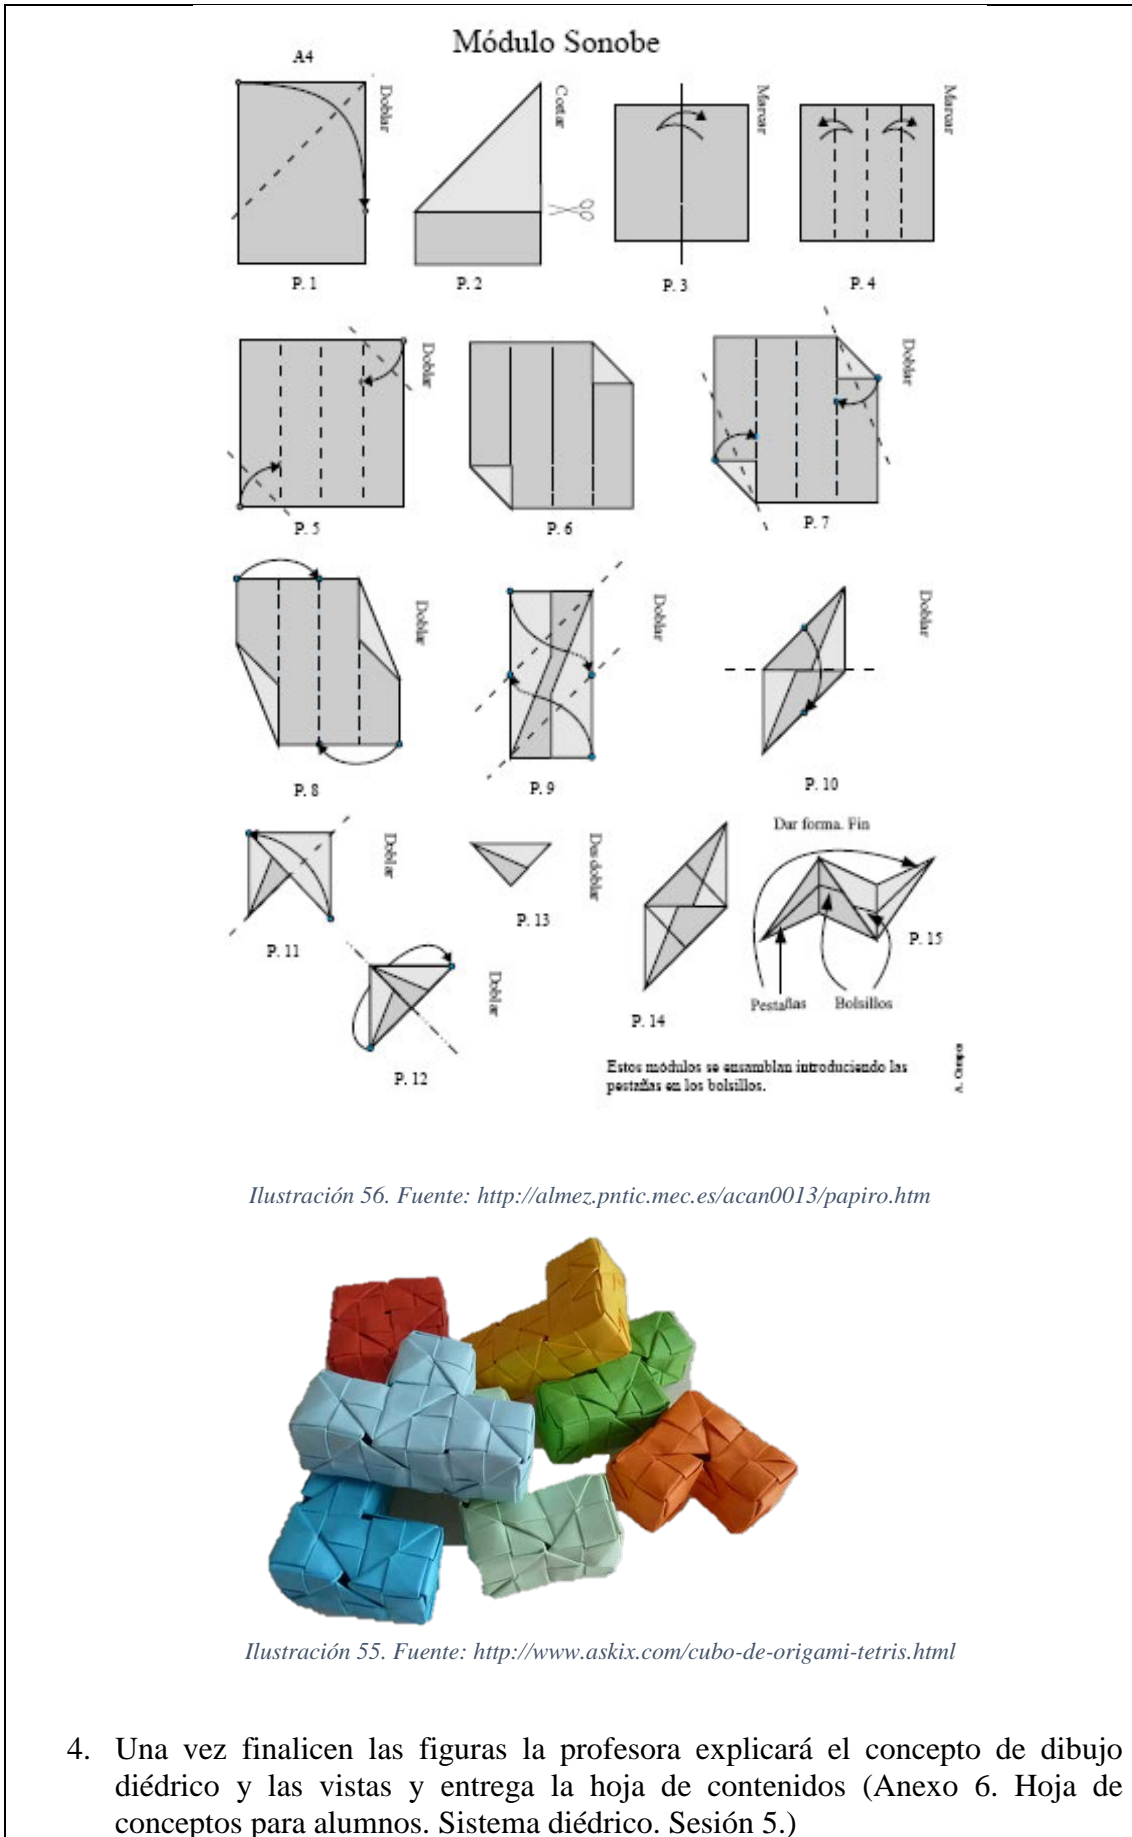 Módulo Sonobe
A4
Doblar
P. 1
Cortar
P. 2
Marcar
P. 3
Marcar
P. 4
Doblar
P. 5
P. 6
Doblar
P. 7
Doblar
P. 8
Doblar
P. 9
Doblar
P. 10
Doblar
P. 11
Doblar
P. 12
Desdoblar
P. 13
P. 14
Dar forma. Fin
P. 15
Pestañas
Bolsillos
Estos módulos se ensamblan introduciendo las
pestañas en los bolsillos.
Ilustración 56. Fuente: http://almez.pntic.mec.es/acan0013/papiro.htm
Ilustración 55. Fuente: http://www.askix.com/cubo-de-origami-tetris.html
4. Una vez finalicen las figuras la profesora explicará el concepto de dibujo
diédrico y las vistas y entrega la hoja de contenidos (Anexo 6. Hoja de
conceptos para alumnos. Sistema diédrico. Sesión 5.)